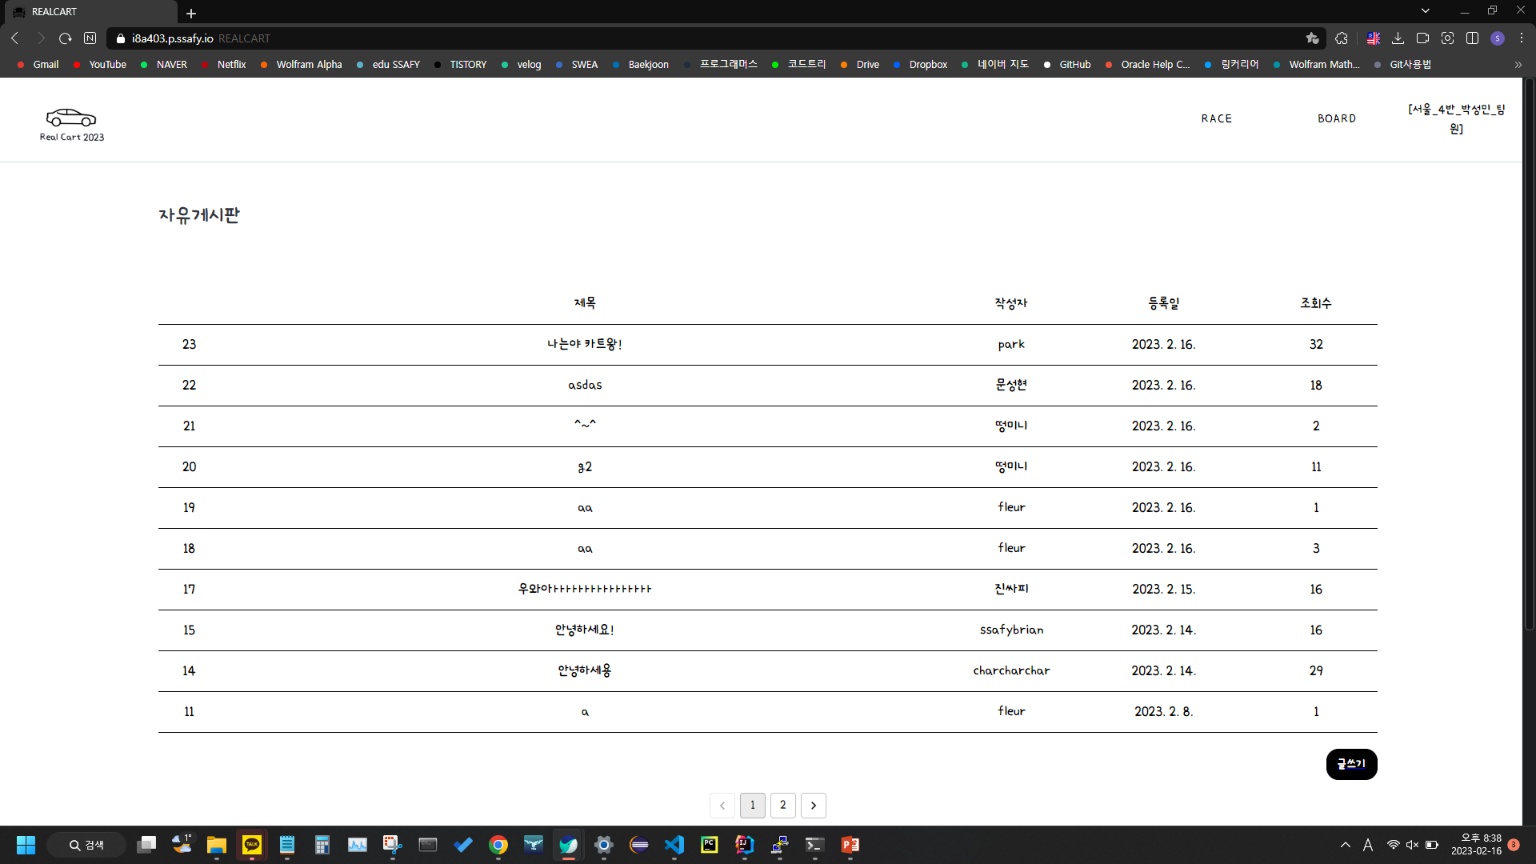 REALCART
i8a403.p.ssafy.io REALCART
Gmail YouTube NAVER Netflix Wolfram Alpha edu SSAFY TISTORY velog SWEA Baekjoon 프로그래머스 코드트리 Drive Dropbox 네이버 지도 GitHub Oracle Help C... 링커리어 Wolfram Math... Git사용법 »
Real Cart 2023
RACE BOARD [서울_4반_박성민_팀
원]
자유게시판
제목 작성자 등록일 조회수
23 나는야 카트왕! park 2023. 2. 16. 32
22 asdas 문성현 2023. 2. 16. 18
21 ^~^ 떵미니 2023. 2. 16. 2
20 g2 떵미니 2023. 2. 16. 11
19 aa fleur 2023. 2. 16. 1
18 aa fleur 2023. 2. 16. 3
17 우와아ㅏㅏㅏㅏㅏㅏㅏㅏㅏㅏㅏㅏㅏㅏㅏㅏ 진싸피 2023. 2. 15. 16
15 안녕하세요! ssafybrian 2023. 2. 14. 16
14 안녕하세용 charcharchar 2023. 2. 14. 29
11 a fleur 2023. 2. 8. 1
글쓰기
1 2
검색 1° TALK PC IJ A 오후 8:38
2023-02-16 3